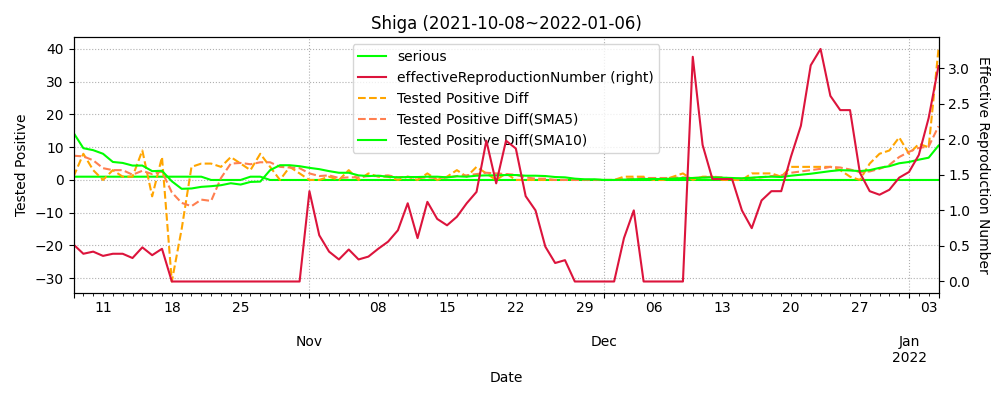 Shiga (2021-10-08~2022-01-06)
serious
effectiveReproductionNumber (right)
Tested Positive Diff
Tested Positive Diff(SMA5)
Tested Positive Diff(SMA10)
Tested Positive
40
30
20
10
0
−10
−20
−30
Effective Reproduction Number
3.0
2.5
2.0
1.5
1.0
0.5
0.0
11 18 25 08 15 22 29 06 13 20 27 03
Nov Dec Jan
2022
Date